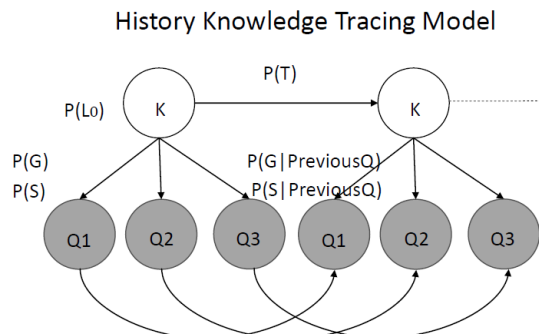 History Knowledge Tracing Model
P(T)
P(L0)
K
K
P(G)
P(G|PreviousQ)
P(S)
P(S|PreviousQ)
Q1
Q2
Q3
Q1
Q2
Q3